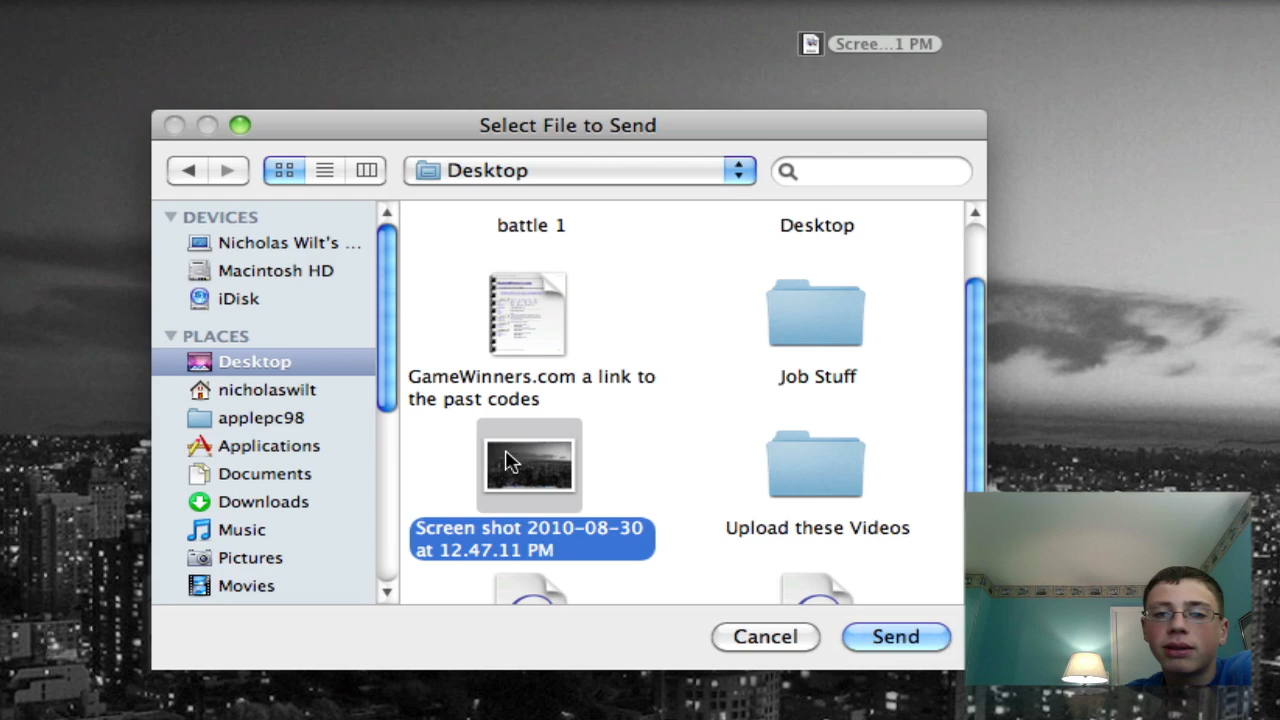 Scree...1 PM
Select File to Send
Desktop
DEVICES
Nicholas Wilt's ...
Macintosh HD
iDisk
PLACES
Desktop
nicholaswilt
applepc98
Applications
Documents
Downloads
Music
Pictures
Movies
battle 1
Desktop
GameWinners.com a link to
the past codes
Job Stuff
Screen shot 2010-08-30
at 12.47.11 PM
Upload these Videos
Cancel
Send